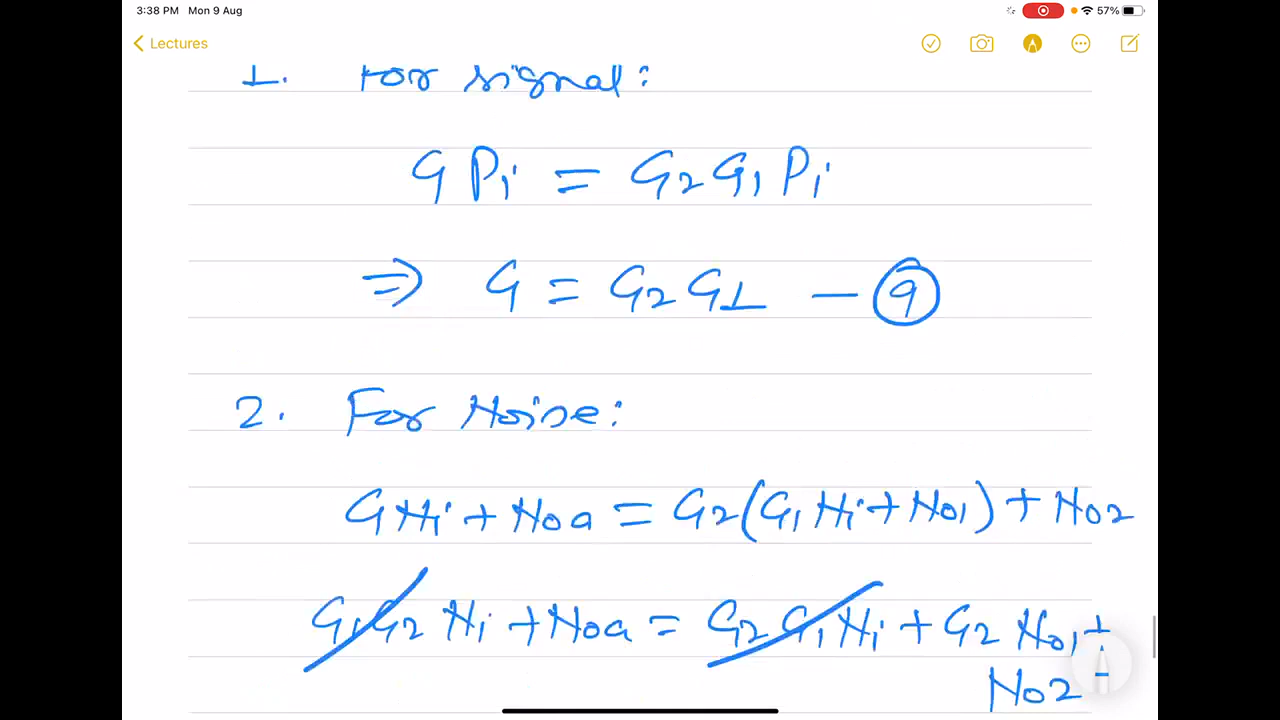 3:38 PM Mon 9 Aug 57%
Lectures
1. For signal:
G Pi = G2 G1 Pi
⇒ G = G2 G1 — 9
2. For Noise:
G Ni + Noa = G2 (G1 Ni + No1) + No2
G1 G2 Ni + Noa = G2 G1 Ni + G2 No1 +
No2